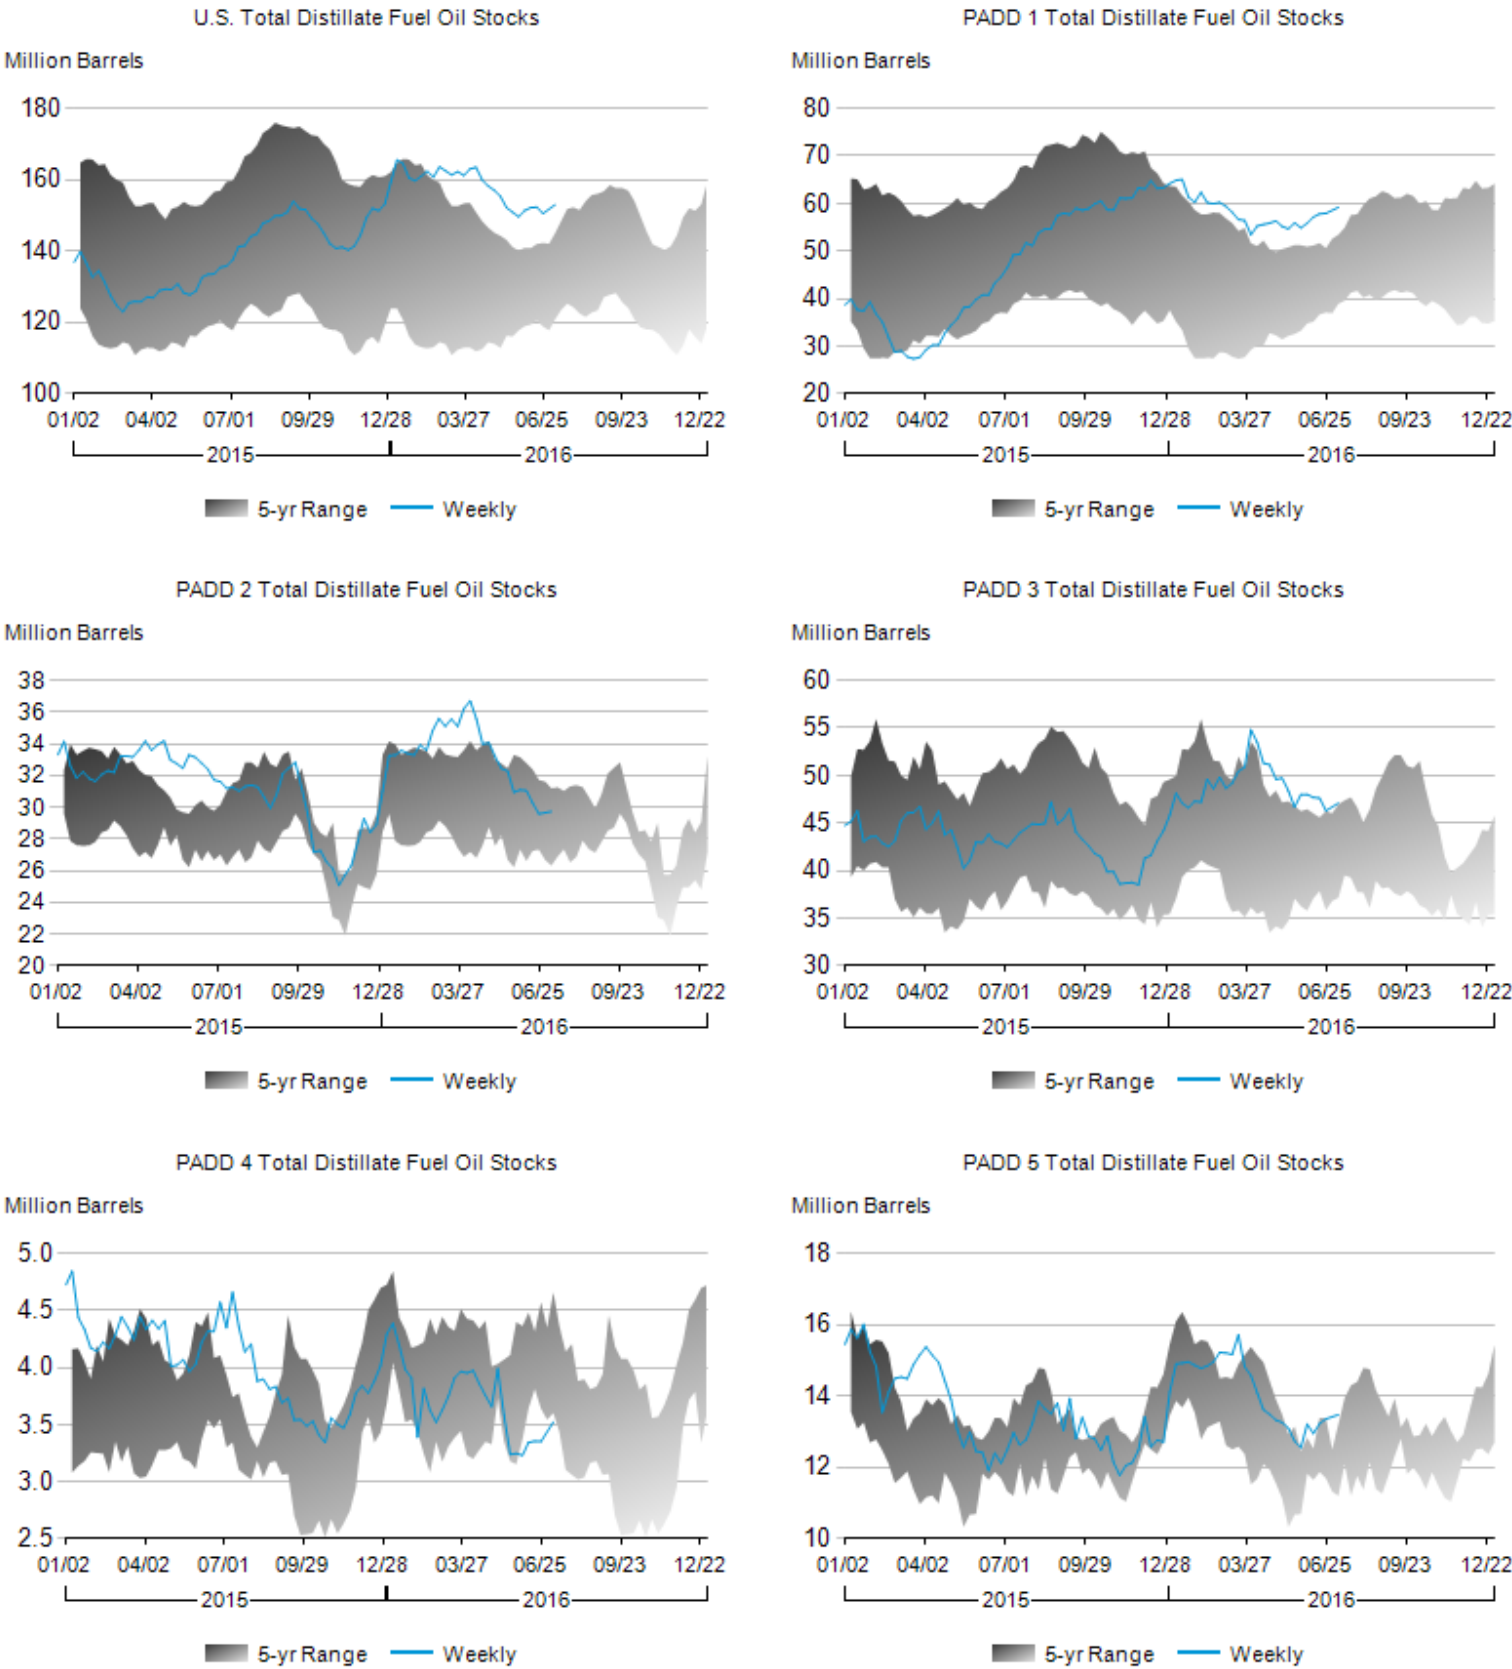 U.S. Total Distillate Fuel Oil Stocks
Million Barrels
180
160
140
120
100
01/02 04/02 07/01 09/29 12/28 03/27 06/25 09/23 12/22
2015 2016
5-yr Range Weekly
PADD 1 Total Distillate Fuel Oil Stocks
Million Barrels
80
70
60
50
40
30
20
01/02 04/02 07/01 09/29 12/28 03/27 06/25 09/23 12/22
2015 2016
5-yr Range Weekly
PADD 2 Total Distillate Fuel Oil Stocks
Million Barrels
38
36
34
32
30
28
26
24
22
20
01/02 04/02 07/01 09/29 12/28 03/27 06/25 09/23 12/22
2015 2016
5-yr Range Weekly
PADD 3 Total Distillate Fuel Oil Stocks
Million Barrels
60
55
50
45
40
35
30
01/02 04/02 07/01 09/29 12/28 03/27 06/25 09/23 12/22
2015 2016
5-yr Range Weekly
PADD 4 Total Distillate Fuel Oil Stocks
Million Barrels
5.0
4.5
4.0
3.5
3.0
2.5
01/02 04/02 07/01 09/29 12/28 03/27 06/25 09/23 12/22
2015 2016
5-yr Range Weekly
PADD 5 Total Distillate Fuel Oil Stocks
Million Barrels
18
16
14
12
10
01/02 04/02 07/01 09/29 12/28 03/27 06/25 09/23 12/22
2015 2016
5-yr Range Weekly